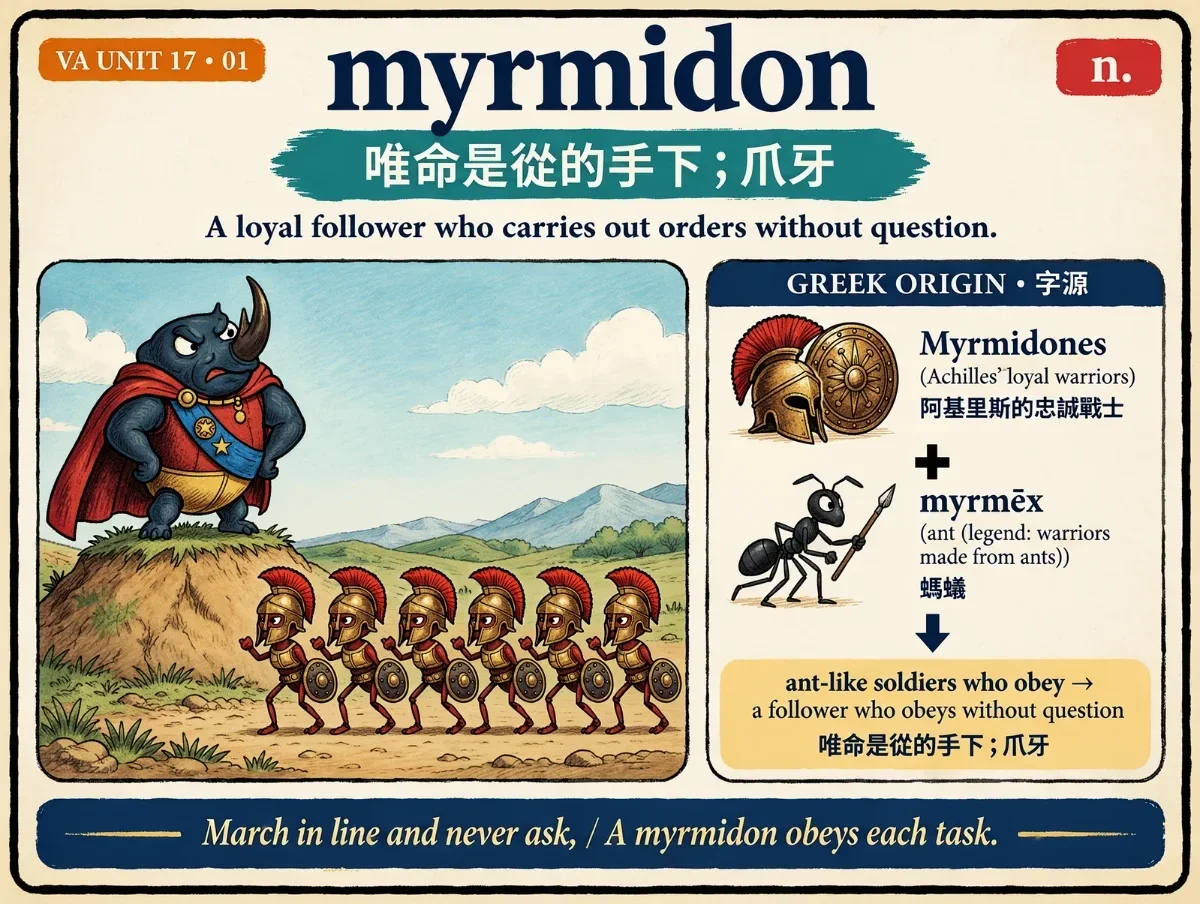 VA UNIT 17 • 01
myrmidon
n.
唯命是從的手下；爪牙
A loyal follower who carries out orders without question.
GREEK ORIGIN • 字源
Myrmidones
(Achilles’ loyal warriors)
阿基里斯的忠誠戰士
+
myrmēx
(ant (legend: warriors
made from ants))
螞蟻
ant-like soldiers who obey →
a follower who obeys without question
唯命是從的手下；爪牙
March in line and never ask, / A myrmidon obeys each task.